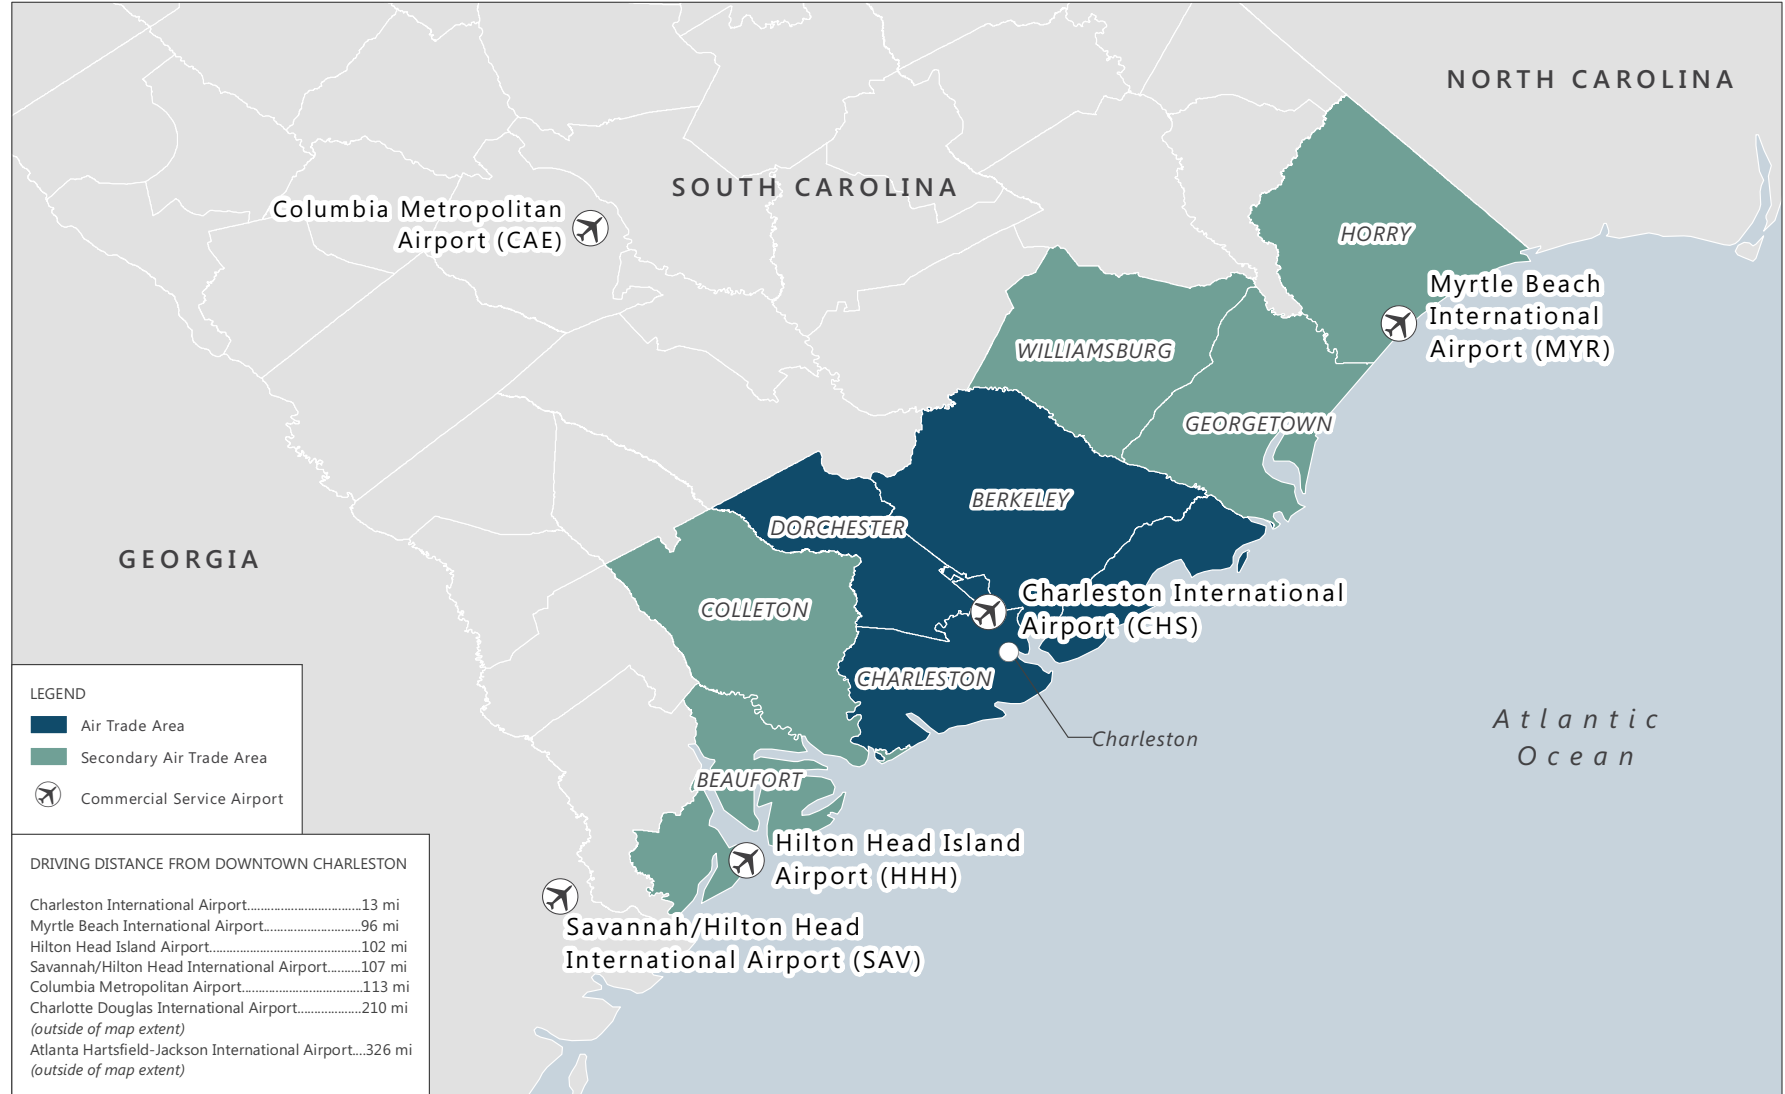 NORTH CAROLINA
SOUTH CAROLINA
Columbia Metropolitan
Airport (CAE)
HORRY
Myrtle Beach
International
Airport (MYR)
WILLIAMSBURG
GEORGETOWN
BERKELEY
DORCHESTER
GEORGIA
COLLETON
Charleston International
Airport (CHS)
CHARLESTON
Charleston
Atlantic
Ocean
BEAUFORT
Hilton Head Island
Airport (HHH)
Savannah/Hilton Head
International Airport (SAV)
LEGEND
Air Trade Area
Secondary Air Trade Area
Commercial Service Airport
DRIVING DISTANCE FROM DOWNTOWN CHARLESTON
Charleston International Airport..................................13 mi
Myrtle Beach International Airport.............................96 mi
Hilton Head Island Airport.............................................102 mi
Savannah/Hilton Head International Airport..........107 mi
Columbia Metropolitan Airport....................................113 mi
Charlotte Douglas International Airport...................210 mi
(outside of map extent)
Atlanta Hartsfield-Jackson International Airport....326 mi
(outside of map extent)